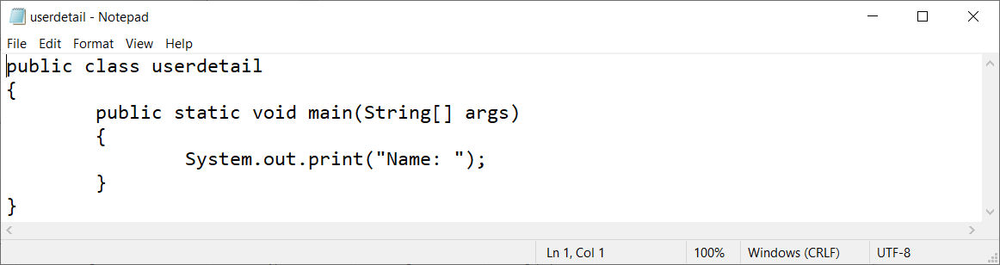 userdetail - Notepad
File Edit Format View Help
public class userdetail
{
        public static void main(String[] args)
        {
                System.out.print("Name: ");
        }
}
Ln 1, Col 1 100% Windows (CRLF) UTF-8